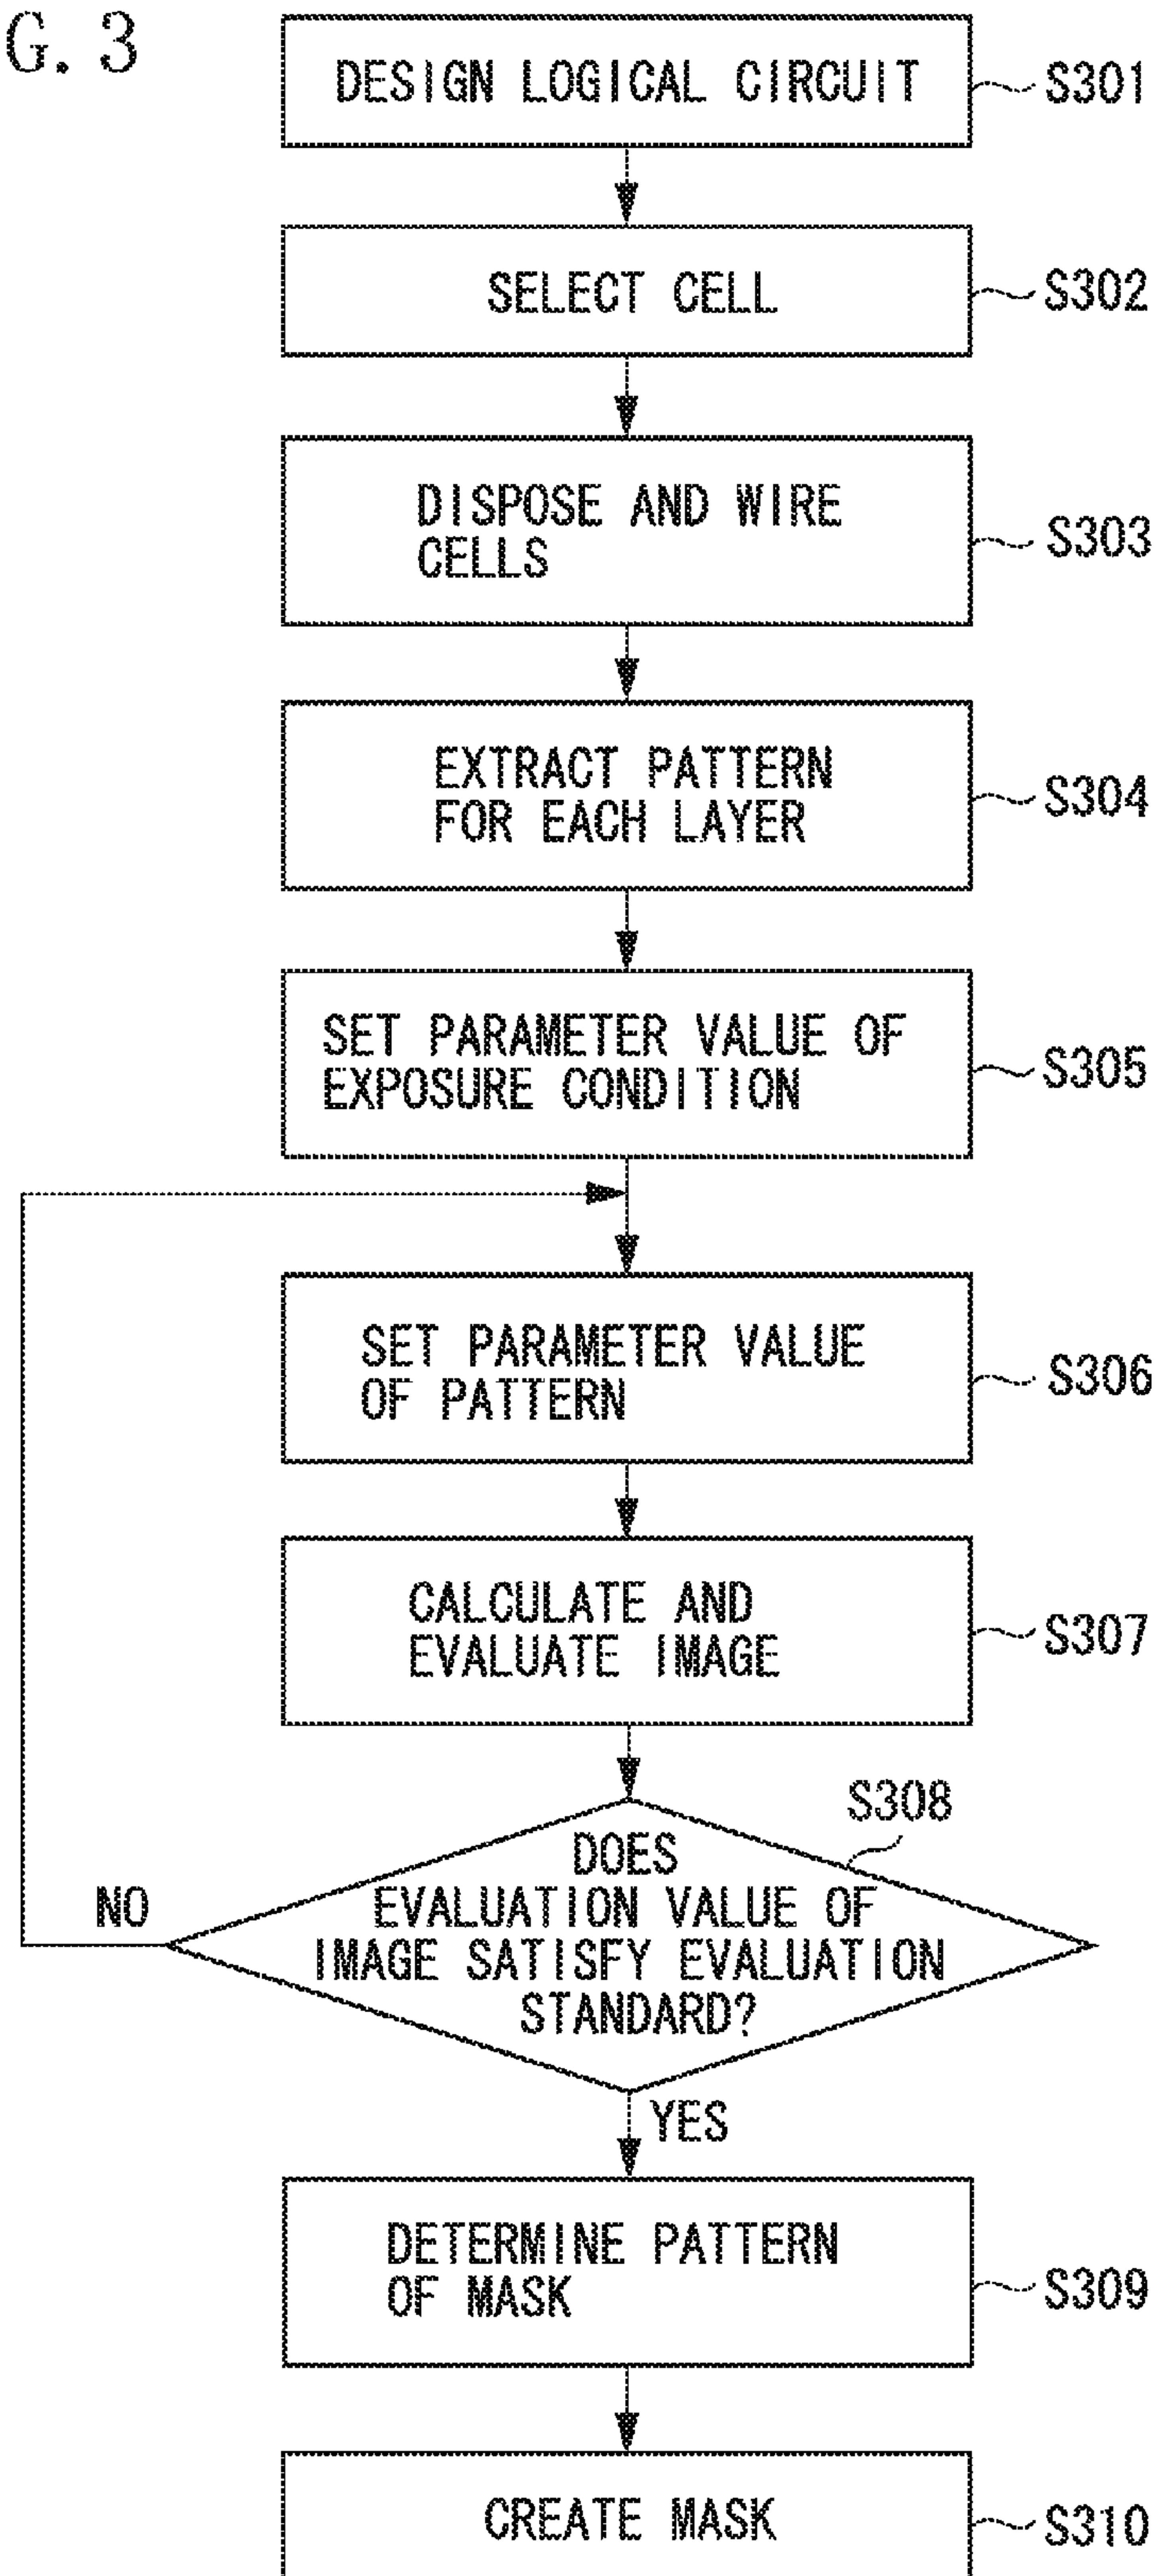 G. 3
DESIGN LOGICAL CIRCUIT
S301
SELECT CELL
S302
DISPOSE AND WIRE
CELLS
S303
EXTRACT PATTERN
FOR EACH LAYER
S304
SET PARAMETER VALUE OF
EXPOSURE CONDITION
S305
SET PARAMETER VALUE
OF PATTERN
S306
CALCULATE AND
EVALUATE IMAGE
S307
S308
DOES
EVALUATION VALUE OF
IMAGE SATISFY EVALUATION
STANDARD?
NO
YES
DETERMINE PATTERN
OF MASK
S309
CREATE MASK
S310